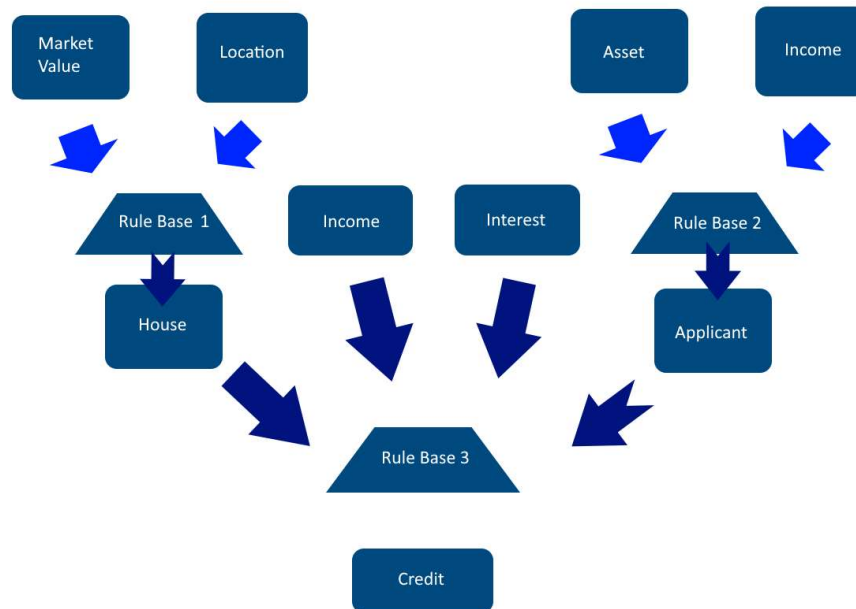 Market
Value
Location
Asset
Income
Rule Base 1
Income
Interest
Rule Base 2
House
Applicant
Rule Base 3
Credit